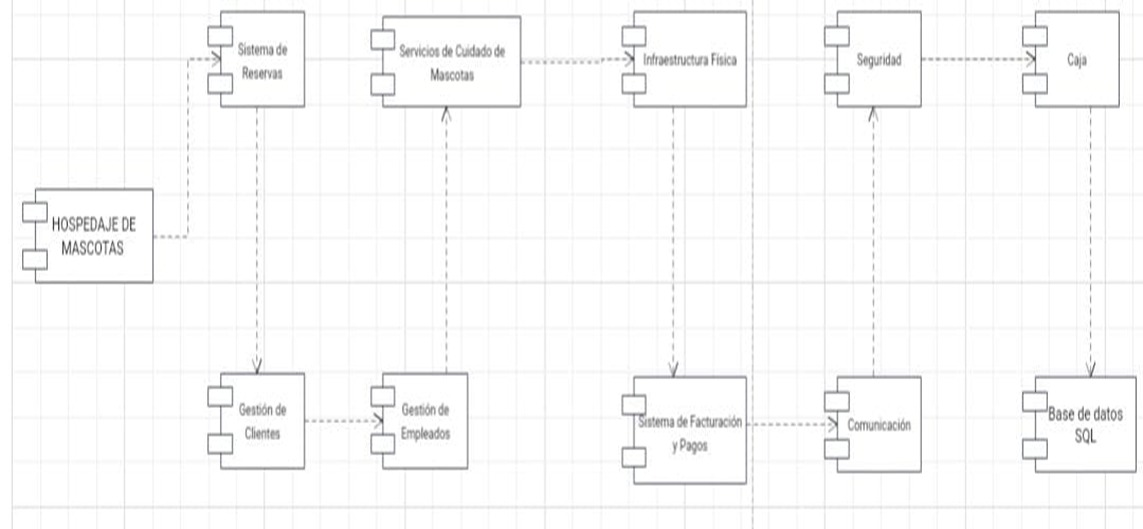 Sistema de
Reservas
Servicios de Cuidado de
Mascotas
Infraestructura Física
Seguridad
Caja
HOSPEDAJE DE
MASCOTAS
Gestión de
Clientes
Gestión de
Empleados
Sistema de Facturación
y Pagos
Comunicación
Base de datos
SQL